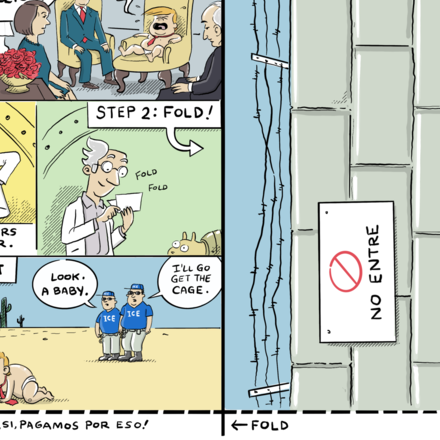 STEP 2: FOLD!
FOLD
FOLD
RS
R.
T
LOOK.
A BABY.
I'LL GO
GET THE
CAGE.
ICE
ICE
NO ENTRE
SI, PAGAMOS POR ESO!
← FOLD